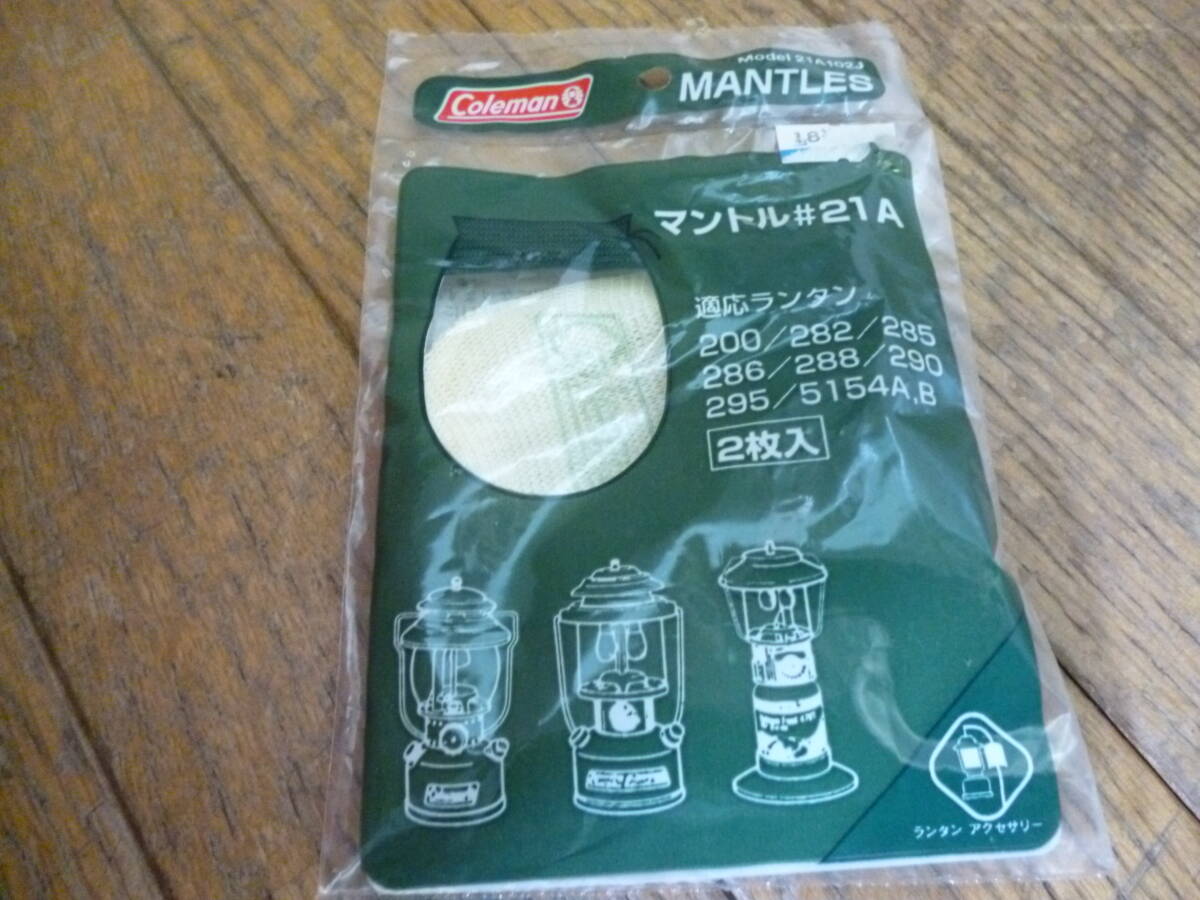 Model 21A102J
Coleman
MANTLES
マントル#21A
適応ランタン
200/282/285
286/288/290
295/5154A,B
2枚入
Coleman
ランタン アクセサリー